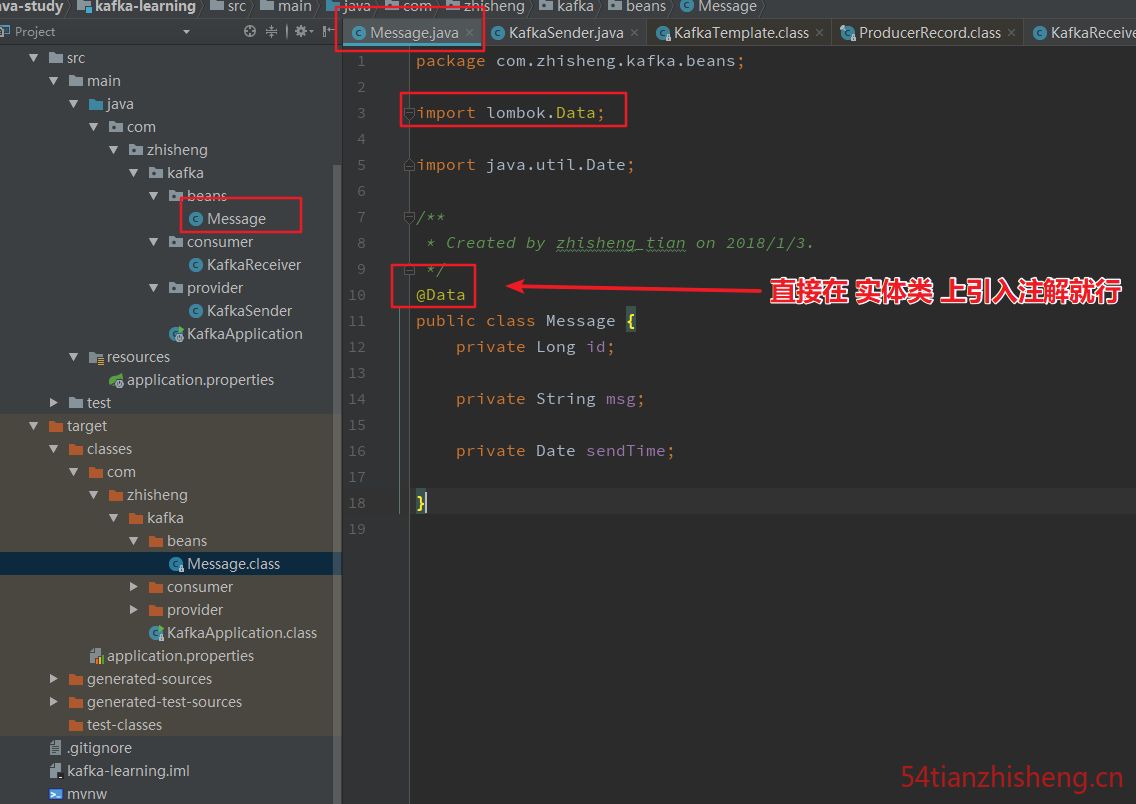 va-study kafka-learning src main java com zhisheng kafka beans Message
Project
Message.java KafkaSender.java KafkaTemplate.class ProducerRecord.class KafkaReceive
src
main
java
com
zhisheng
kafka
beans
Message
consumer
KafkaReceiver
provider
KafkaSender
KafkaApplication
resources
application.properties
test
target
classes
com
zhisheng
kafka
beans
Message.class
consumer
provider
KafkaApplication.class
application.properties
generated-sources
generated-test-sources
test-classes
.gitignore
kafka-learning.iml
mvnw
1 package com.zhisheng.kafka.beans;
2
3 import lombok.Data;
4
5 import java.util.Date;
6
7 /**
8 * Created by zhisheng_tian on 2018/1/3.
9 */
10 @Data
直接在 实体类 上引入注解就行
11 public class Message {
12 private Long id;
13
14 private String msg;
15
16 private Date sendTime;
17
18 }
19
54tianzhisheng.cn